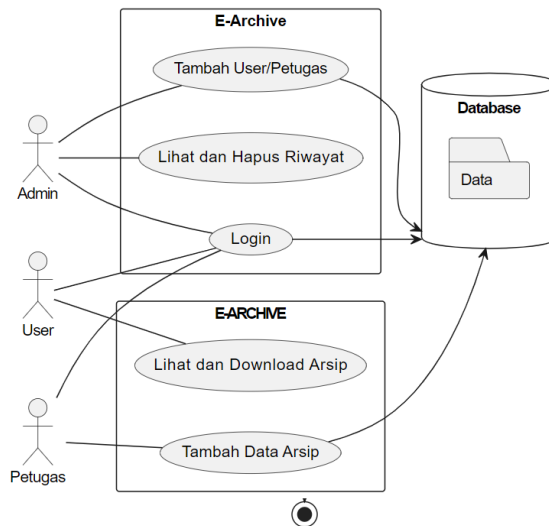 E-Archive
Tambah User/Petugas
Database
Lihat dan Hapus Riwayat
Data
Admin
Login
E-ARCHIVE
User
Lihat dan Download Arsip
Tambah Data Arsip
Petugas